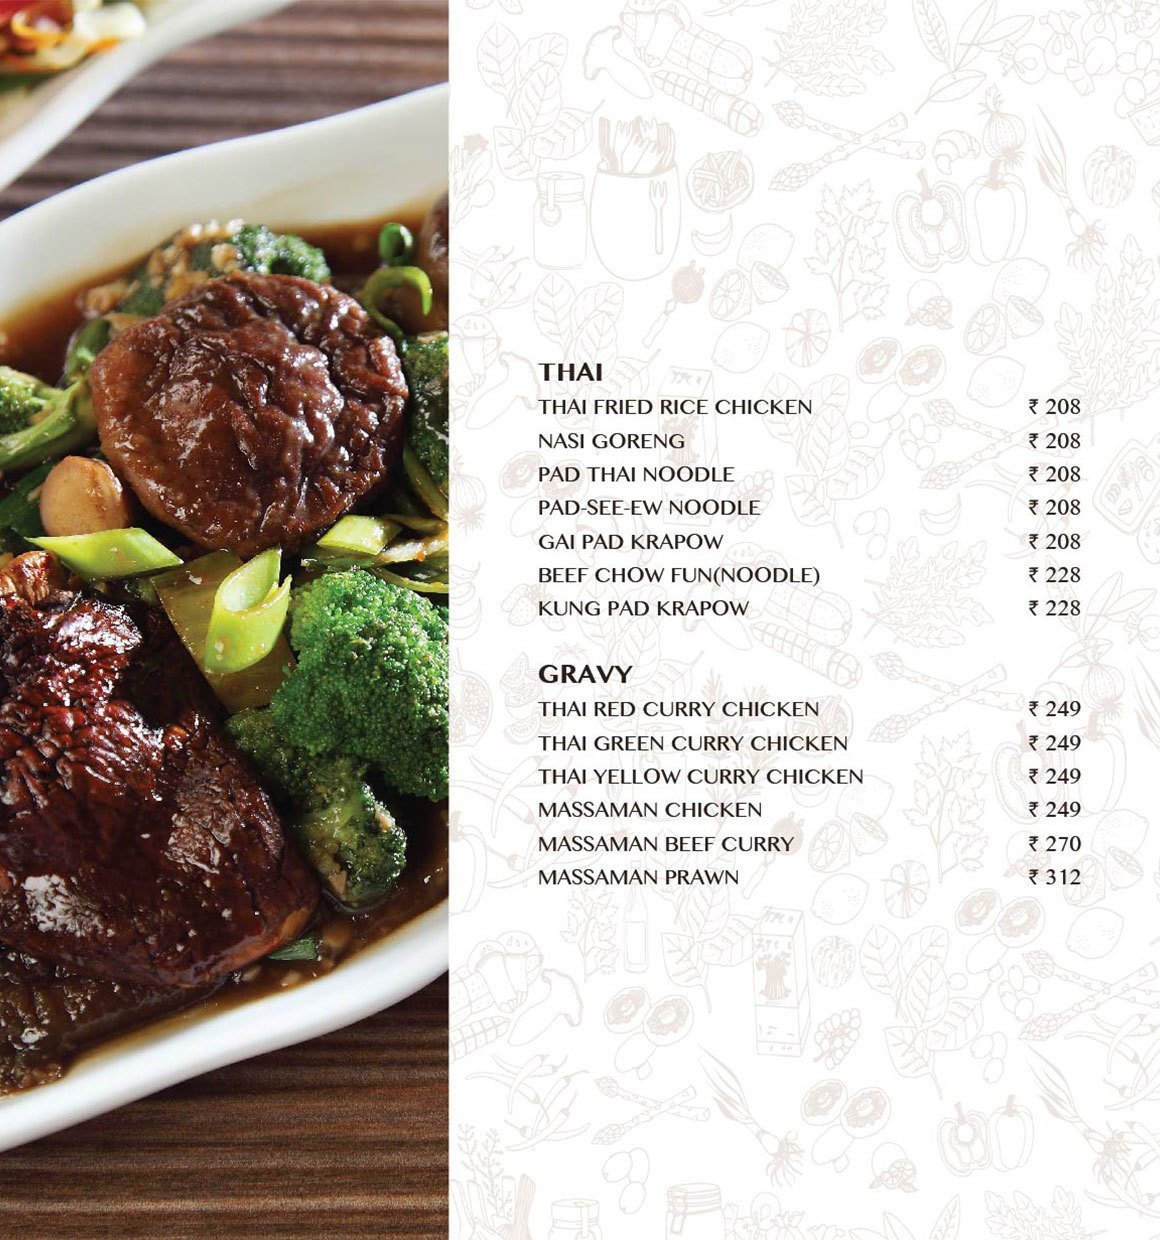 THAI
THAI FRIED RICE CHICKEN ₹ 208
NASI GORENG ₹ 208
PAD THAI NOODLE ₹ 208
PAD-SEE-EW NOODLE ₹ 208
GAI PAD KRAPOW ₹ 208
BEEF CHOW FUN(NOODLE) ₹ 228
KUNG PAD KRAPOW ₹ 228
GRAVY
THAI RED CURRY CHICKEN ₹ 249
THAI GREEN CURRY CHICKEN ₹ 249
THAI YELLOW CURRY CHICKEN ₹ 249
MASSAMAN CHICKEN ₹ 249
MASSAMAN BEEF CURRY ₹ 270
MASSAMAN PRAWN ₹ 312